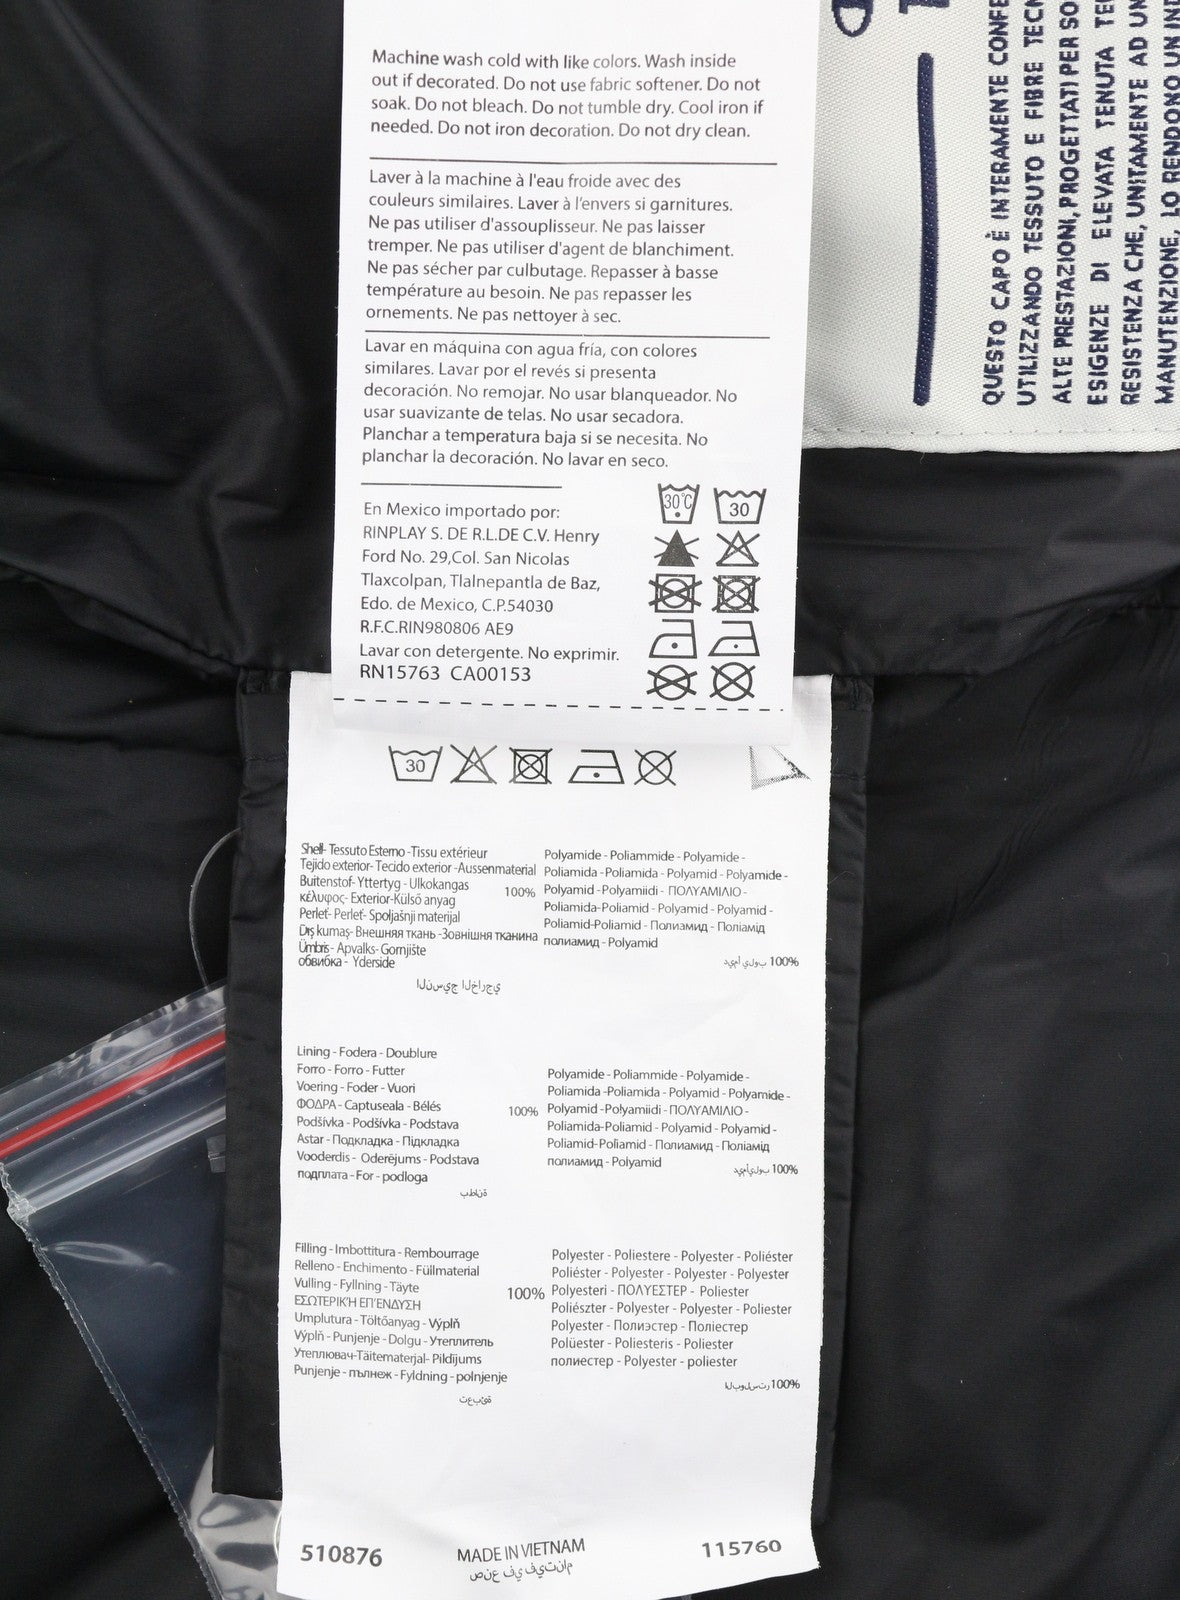 Machine wash cold with like colors. Wash inside
out if decorated. Do not use fabric softener. Do not
soak. Do not bleach. Do not tumble dry. Cool iron if
needed. Do not iron decoration. Do not dry clean.
Laver à la machine à l'eau froide avec des
couleurs similaires. Laver à l'envers si garnitures.
Ne pas utiliser d'assouplisseur. Ne pas laisser
tremper. Ne pas utiliser d'agent de blanchiment.
Ne pas sécher par culbutage. Repasser à basse
température au besoin. Ne pas repasser les
ornements. Ne pas nettoyer à sec.
Lavar en máquina con agua fría, con colores
similares. Lavar por el revés si presenta
decoración. No remojar. No usar blanqueador. No
usar suavizante de telas. No usar secadora.
Planchar a temperatura baja si se necesita. No
planchar la decoración. No lavar en seco.
En Mexico importado por:
RINPLAY S. DE R.L.DE C.V. Henry
Ford No. 29,Col. San Nicolas
Tlaxcolpan, Tlalnepantla de Baz,
Edo. de Mexico, C.P.54030
R.F.C.RIN980806 AE9
Lavar con detergente. No exprimir.
RN15763 CA00153
30°C
30
30
Shell- Tessuto Esterno -Tissu extérieur
Tejido exterior- Tecido exterior -Aussenmaterial
Buitenstof- Yttertyg - Ulkokangas
κέλυφος- Exterior-Külső anyag
Perleť- Perleť- Spoljašnji materijal
Dış kumaş- Внешняя ткань -Зовнішня тканина
Ümbris- Apvalks- Gornjište
обвибка - Yderside
النسيج الخارجي
100%
Polyamide - Poliammide - Polyamide -
Poliamida - Poliamida - Polyamid - Polyamide -
Polyamid - Polyamiidi - ΠΟΛΥΑΜΙΛΙΟ -
Poliamida-Poliamid - Polyamid - Polyamid -
Poliamid-Poliamid - Полиамид - Поліамід
полиамид - Polyamid
100%
Lining - Fodera - Doublure
Forro - Forro - Futter
Voering - Foder - Vuori
ΦΟΔΡΑ - Captuseala - Bélés
Podšívka - Podšívka - Podstava
Astar - Подкладка - Підкладка
Vooderdis - Oderējums - Podstava
подплата - For - podloga
بطانة
100%
Polyamide - Poliammide - Polyamide -
Poliamida -Poliamida - Polyamid - Polyamide -
Polyamid - Polyamiidi - ΠΟΛΥΑΜΙΛΙΟ -
Poliamida-Poliamid - Polyamid - Polyamid -
Poliamid-Poliamid - Полиамид - Поліамід
полиамид - Polyamid
100%
Filling - Imbottitura - Rembourrage
Relleno - Enchimento - Füllmaterial
Vulling - Fyllning - Täyte
ΕΣΩΤΕΡΙΚΉ ΕΠ'ΕΝΔΥΣΗ
Umplutura - Töltőanyag - Výplň
Výplň - Punjenje - Dolgu - Утеплитель
Утеплювач-Täitematerjal- Pildījums
Punjenje - пълнеж - Fyldning - polnjenje
تعبئة
100%
Polyester - Poliestere - Polyester - Poliéster
Poliéster - Polyester - Polyester - Polyester
Polyesteri - ΠΟΛΥΕΣΤΕΡ - Poliester
Poliészter - Polyester - Polyester - Poliester
Polyester - Полиэстер - Поліестер
Poliüester - Poliesteris - Poliester
полиестер - Polyester - poliester
100%
510876
MADE IN VIETNAM
صنع في فيتنام
115760
QUESTO CAPO È INTERAMENTE
UTILIZZANDO TESSUTO E FIBRE
ALTE PRESTAZIONI, PROGETTATI PER
ESIGENZE DI ELEVATA TENUTA
RESISTENZA CHE, UNITAMENTE AD
MANUTENZIONE, LO RENDONO UN